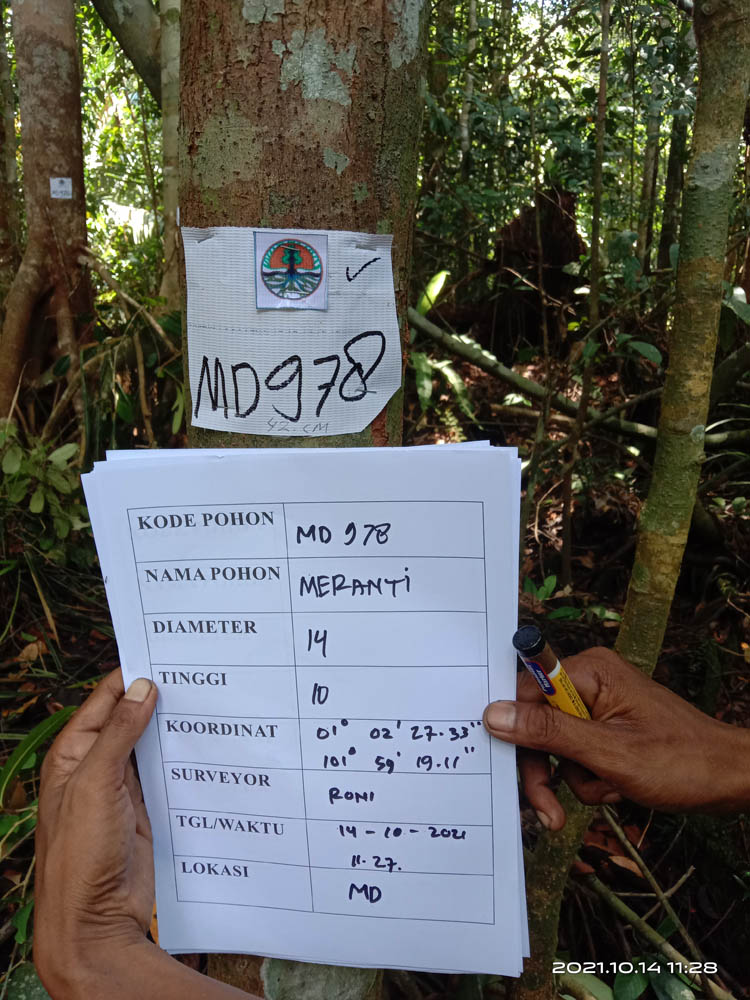 MD978
42. CM
KODE POHON MD 978
NAMA POHON MERANTI
DIAMETER 14
TINGGI 10
KOORDINAT 01° 02' 27.33"
101° 59' 19.11"
SURVEYOR RONI
TGL/WAKTU 14-10-2021
11.27.
LOKASI MD
2021.10.14 11:28